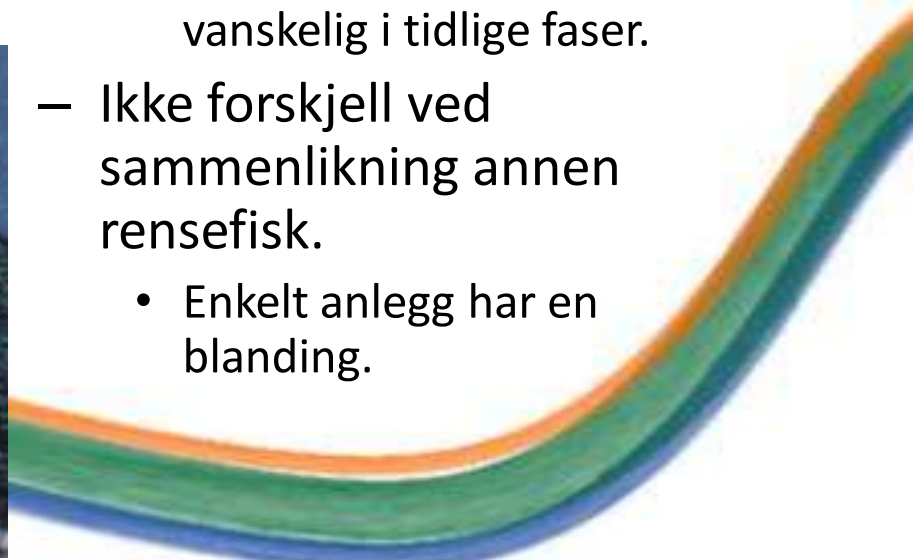 vanskelig i tidlige faser.
– Ikke forskjell ved
sammenlikning annen
rensefisk.
• Enkelt anlegg har en
blanding.